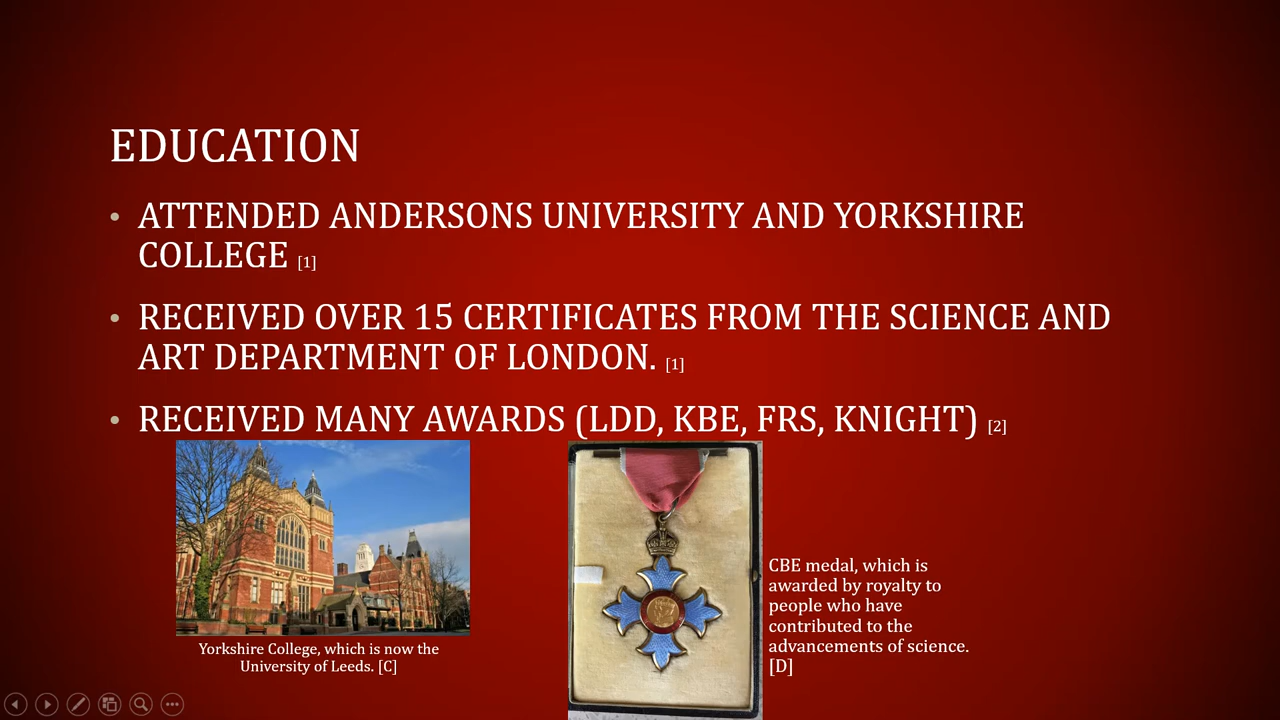 EDUCATION
• ATTENDED ANDERSONS UNIVERSITY AND YORKSHIRE
COLLEGE [1]
• RECEIVED OVER 15 CERTIFICATES FROM THE SCIENCE AND
ART DEPARTMENT OF LONDON. [1]
• RECEIVED MANY AWARDS (LDD, KBE, FRS, KNIGHT) [2]
Yorkshire College, which is now the
University of Leeds. [C]
CBE medal, which is
awarded by royalty to
people who have
contributed to the
advancements of science.
[D]